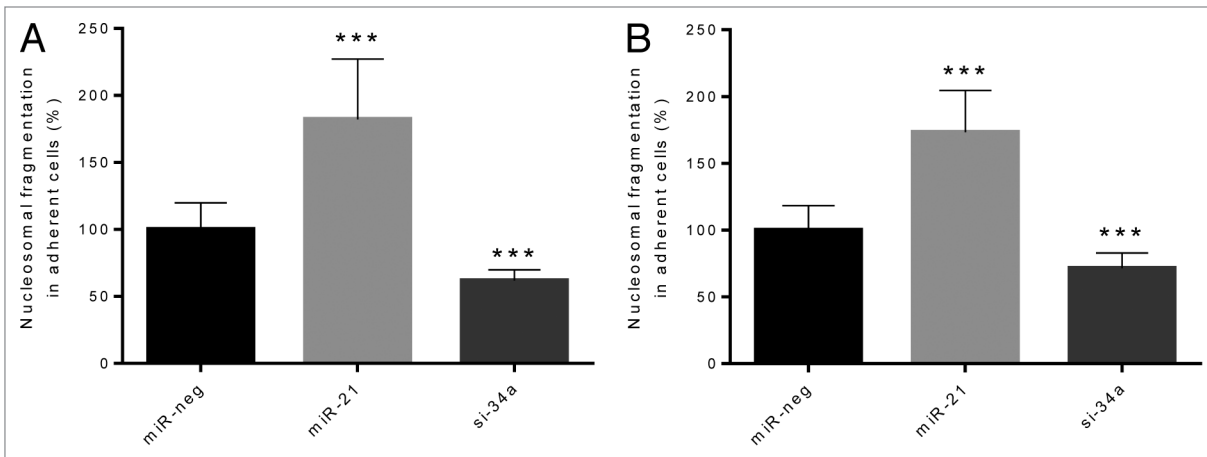 A
Nucleosomal fragmentation
in adherent cells (%)
250
200
150
100
50
0
***
***
miR-neg
miR-21
si-34a
B
Nucleosomal fragmentation
in adherent cells (%)
250
200
150
100
50
0
***
***
miR-neg
miR-21
si-34a